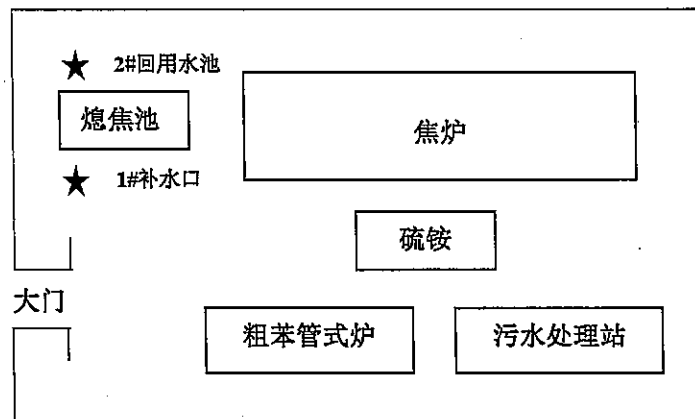 ★ 2#回用水池
熄焦池
焦炉
★ 1#补水口
硫铵
大门
粗苯管式炉
污水处理站